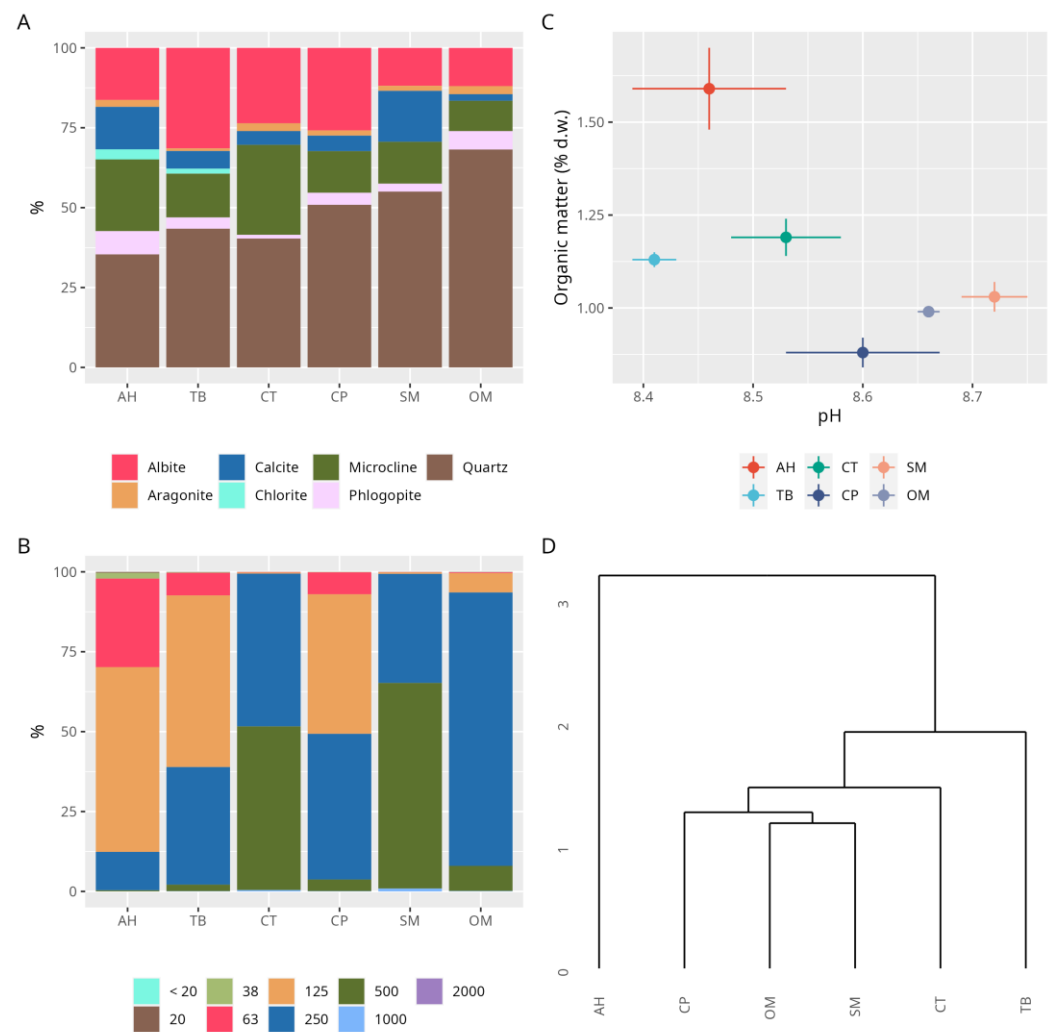 A
%
100
75
50
25
0
AH TB CT CP SM OM
Albite Calcite Microcline Quartz
Aragonite Chlorite Phlogopite
C
Organic matter (% d.w.)
1.50
1.25
1.00
8.4 8.5 8.6 8.7
pH
AH CT SM
TB CP OM
B
%
100
75
50
25
0
AH TB CT CP SM OM
< 20 38 125 500 2000
20 63 250 1000
D
3
2
1
0
AH CP OM SM CT TB